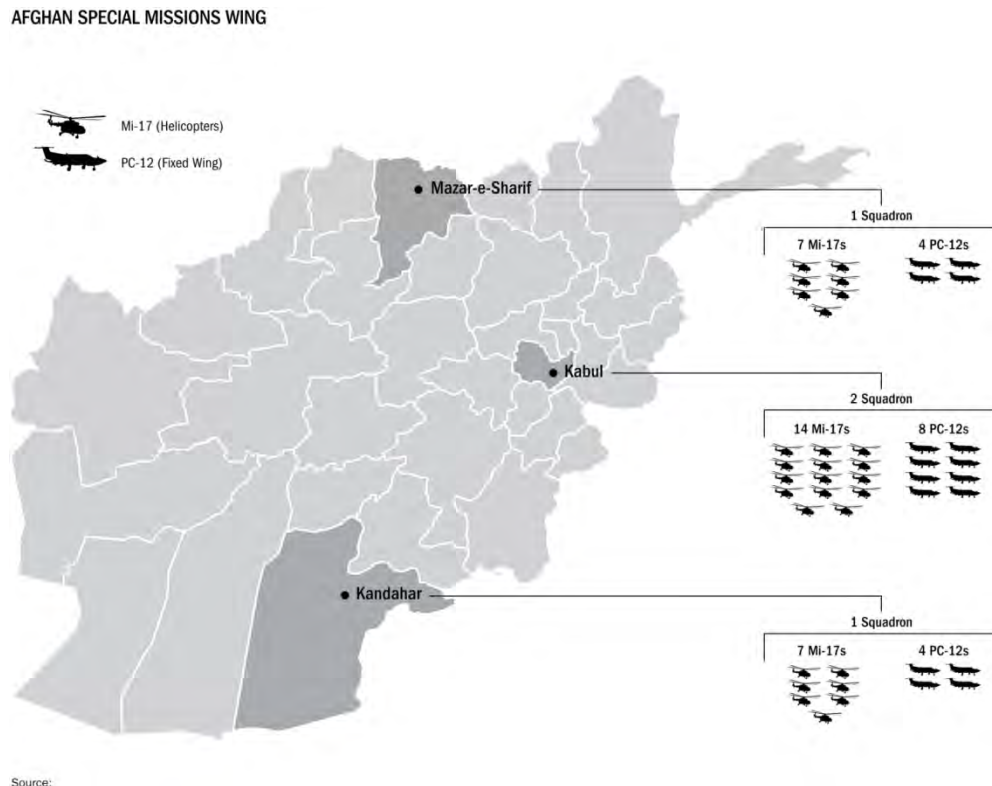 AFGHAN SPECIAL MISSIONS WING
Mi-17 (Helicopters)
PC-12 (Fixed Wing)
Mazar-e-Sharif
1 Squadron
7 Mi-17s
4 PC-12s
Kabul
2 Squadron
14 Mi-17s
8 PC-12s
Kandahar
1 Squadron
7 Mi-17s
4 PC-12s
Source: